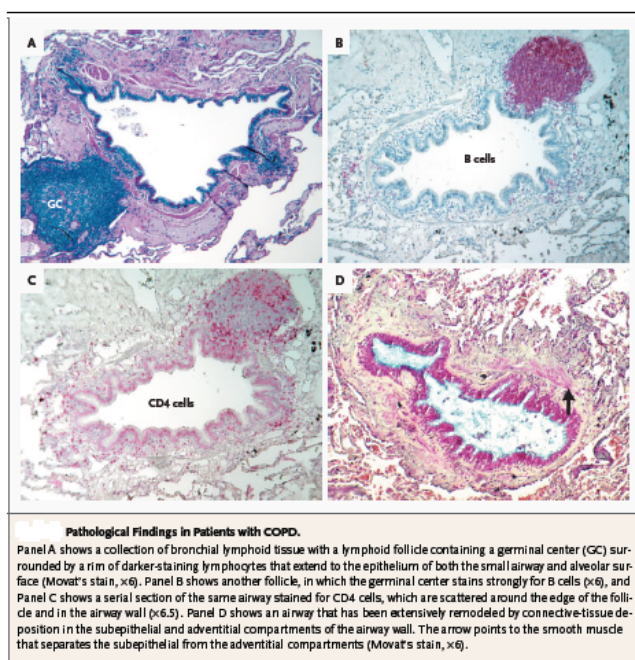 A
B
GC
B cells
C
D
CD4 cells
Pathological Findings in Patients with COPD.
Panel A shows a collection of bronchial lymphoid tissue with a lymphoid follicle containing a germinal center (GC) sur-
rounded by a rim of darker-staining lymphocytes that extend to the epithelium of both the small airway and alveolar sur-
face (Movat's stain, ×6). Panel B shows another follicle, in which the germinal center stains strongly for B cells (×6), and
Panel C shows a serial section of the same airway stained for CD4 cells, which are scattered around the edge of the folli-
cle and in the airway wall (×6.5). Panel D shows an airway that has been extensively remodeled by connective-tissue de-
position in the subepithelial and adventitial compartments of the airway wall. The arrow points to the smooth muscle
that separates the subepithelial from the adventitial compartments (Movat's stain, ×6).